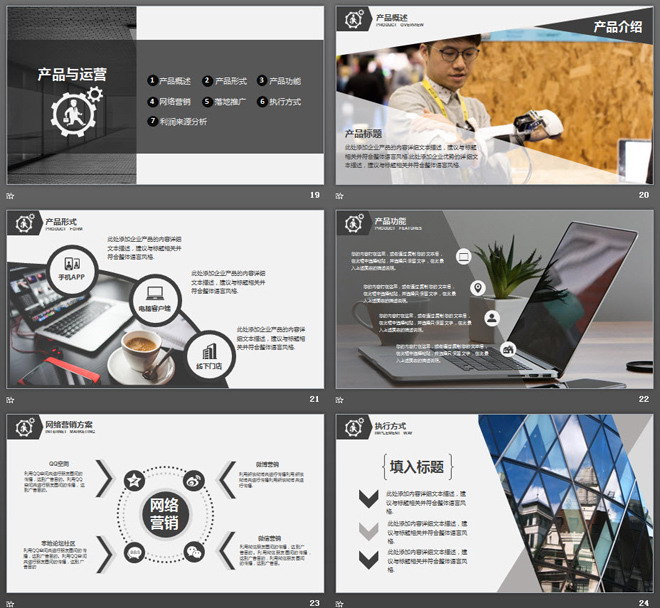 产品与运营
1 产品概述
2 产品形式
3 产品功能
4 网络营销
5 落地推广
6 执行方式
7 利润来源分析
19
产品概述
PRODUCT OVERVIEW
产品介绍
产品标题
此处添加企业产品的内容详细文本描述，建议与标题
相关并符合整体语言风格.此处添加企业优势的详细文
本描述，建议与标题相关并符合整体语言风格.
20
产品形式
PRODUCT FORM
此处添加企业产品的内容详细
文本描述，建议与标题相关并
符合整体语言风格.
手机APP
此处添加企业产品的内容详细
文本描述，建议与标题相关并
符合整体语言风格.
电脑客户端
此处添加企业产品的内容详
细文本描述，建议与标题相
关并符合整体语言风格.
线下门店
21
产品功能
PRODUCT FEATURES
22
网络营销方案
INTERNET MARKETING
QQ空间
微博营销
网络
营销
本地论坛社区
微信营销
23
执行方式
IMPLEMENT WAY
填入标题
此处添加内容详细文本描述，建
议与标题相关并符合整体语言风
格.
此处添加内容详细文本描述，建
议与标题相关并符合整体语言风
格.
此处添加内容详细文本描述，建
议与标题相关并符合整体语言风
格.
24